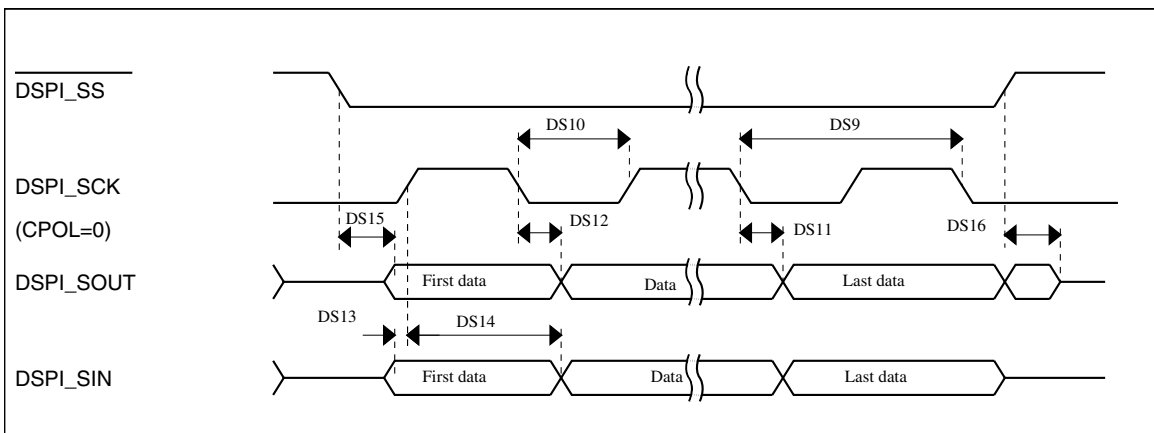 DSPI_SS
DS10
DS9
DSPI_SCK
(CPOL=0)
DS15
DS12
DS11
DS16
DSPI_SOUT
First data
Data
Last data
DS13
DS14
DSPI_SIN
First data
Data
Last data